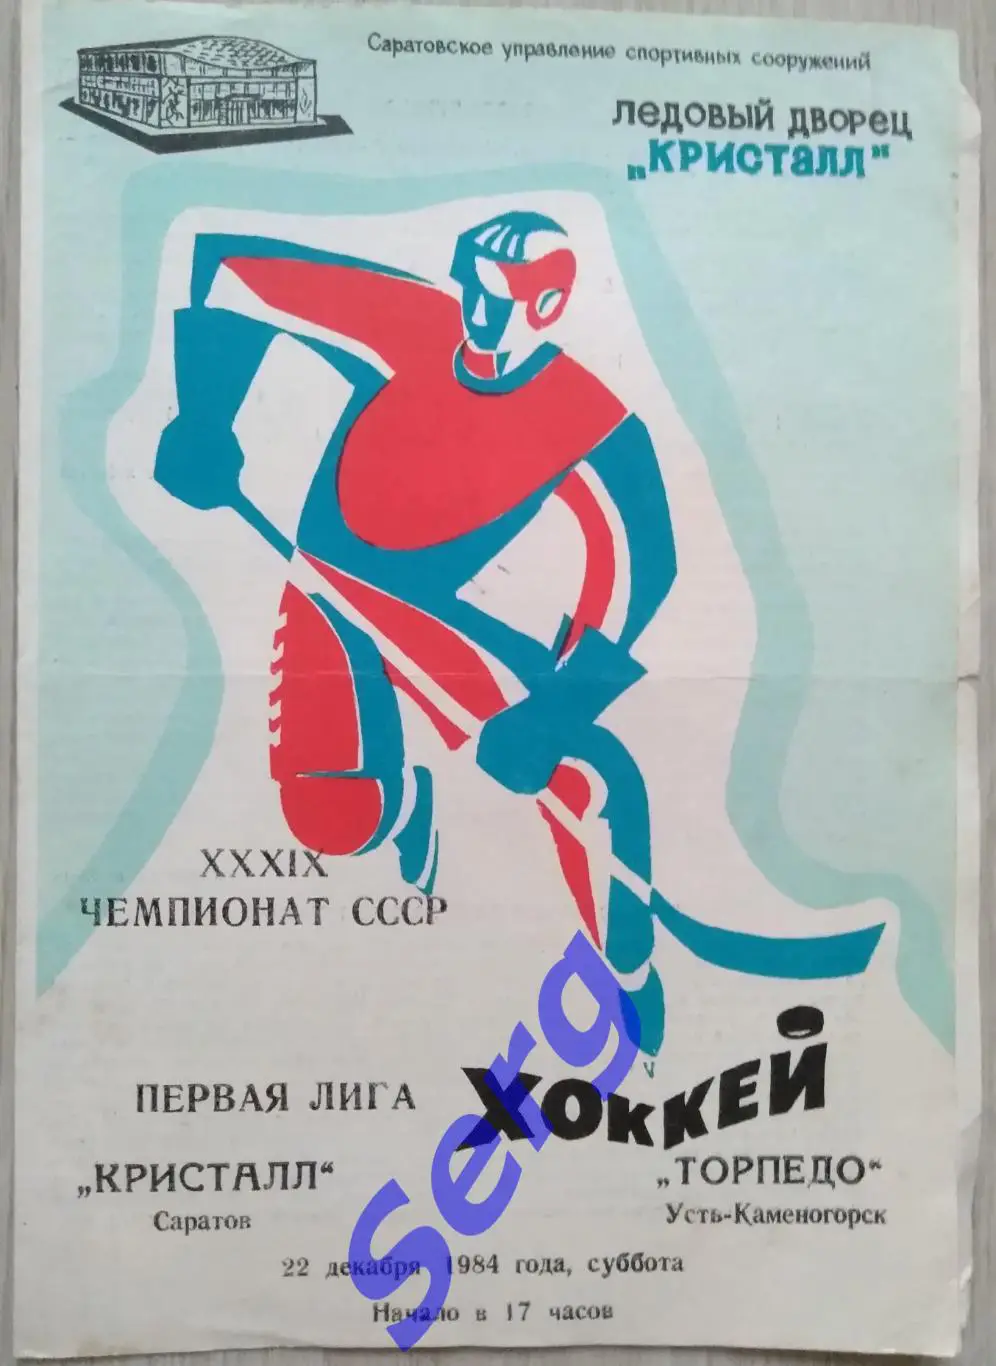 Саратовское управление спортивных сооружений
ЛЕДОВЫЙ ДВОРЕЦ
„КРИСТАЛЛ"
XXXIX
ЧЕМПИОНАТ СССР
ПЕРВАЯ ЛИГА
ХОККЕЙ
„КРИСТАЛЛ"
Саратов
„ТОРПЕДО"
Усть-Каменогорск
22 декабря 1984 года, суббота
Начало в 17 часов
Serg